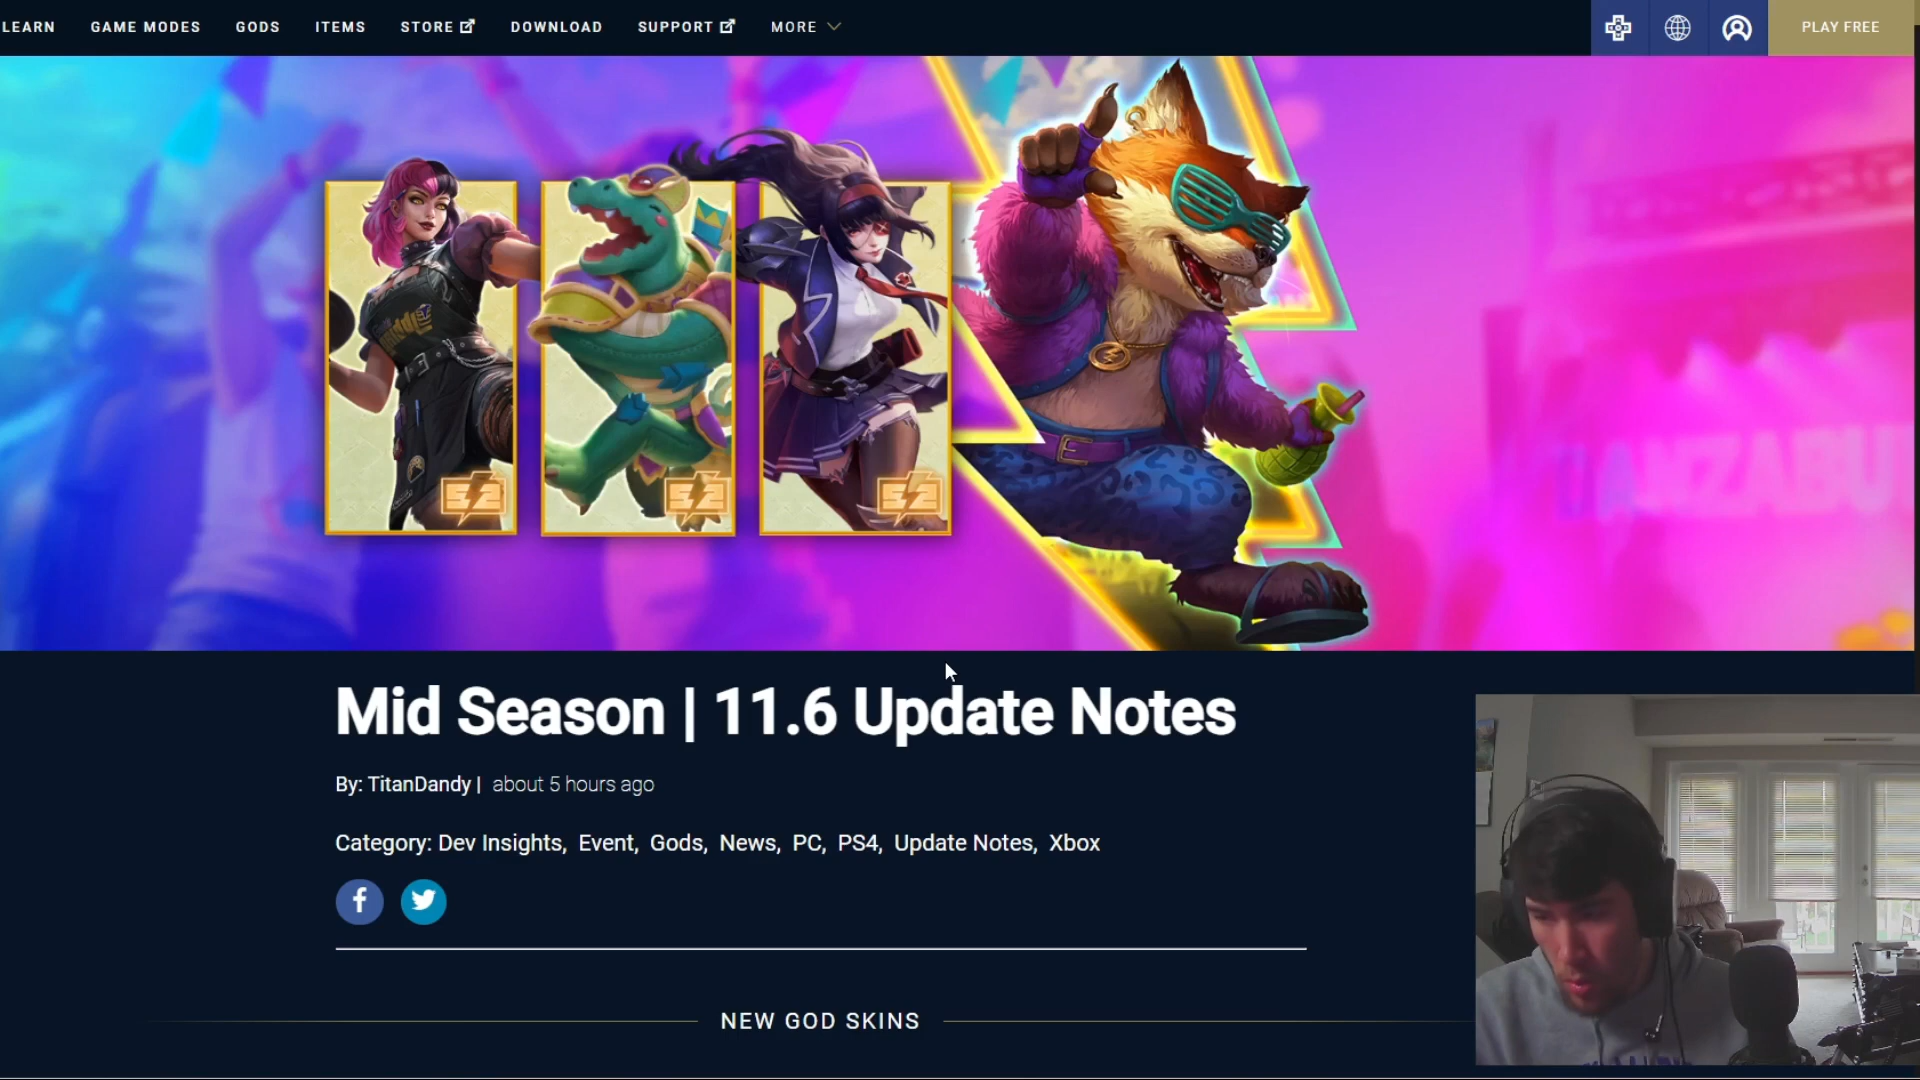 LEARN GAME MODES GODS ITEMS STORE DOWNLOAD SUPPORT MORE PLAY FREE
DANZABU
Mid Season | 11.6 Update Notes
By: TitanDandy | about 5 hours ago
Category: Dev Insights, Event, Gods, News, PC, PS4, Update Notes, Xbox
NEW GOD SKINS